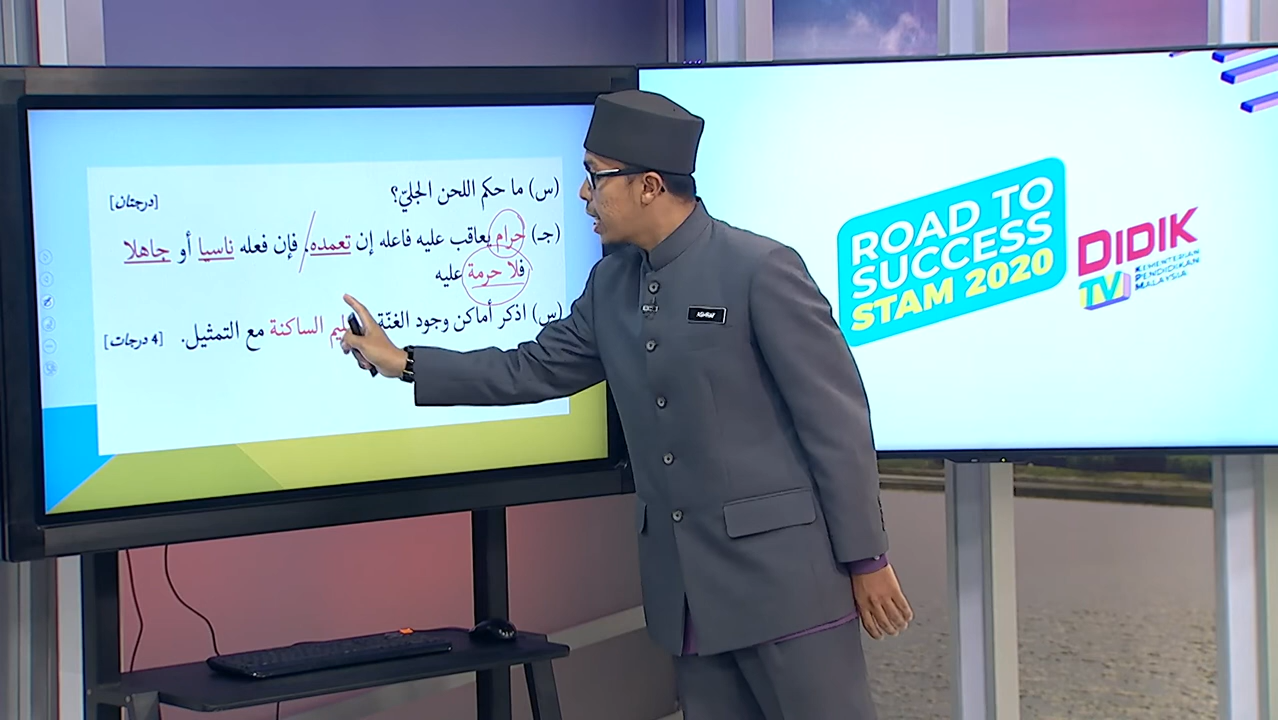 (س) ما حكم اللحن الجليّ؟ [درجتان]
(جـ) حرام يعاقب عليه فاعله إن تعمده. فإن فعله ناسيا أو جاهلا
فلا حرمة عليه
(س) اذكر أماكن وجود الغنّة الساكنة مع التمثيل. [4 درجات]
ROAD TO
SUCCESS
STAM 2020
DIDIK
TV
KEMENTERIAN
PENDIDIKAN
MALAYSIA